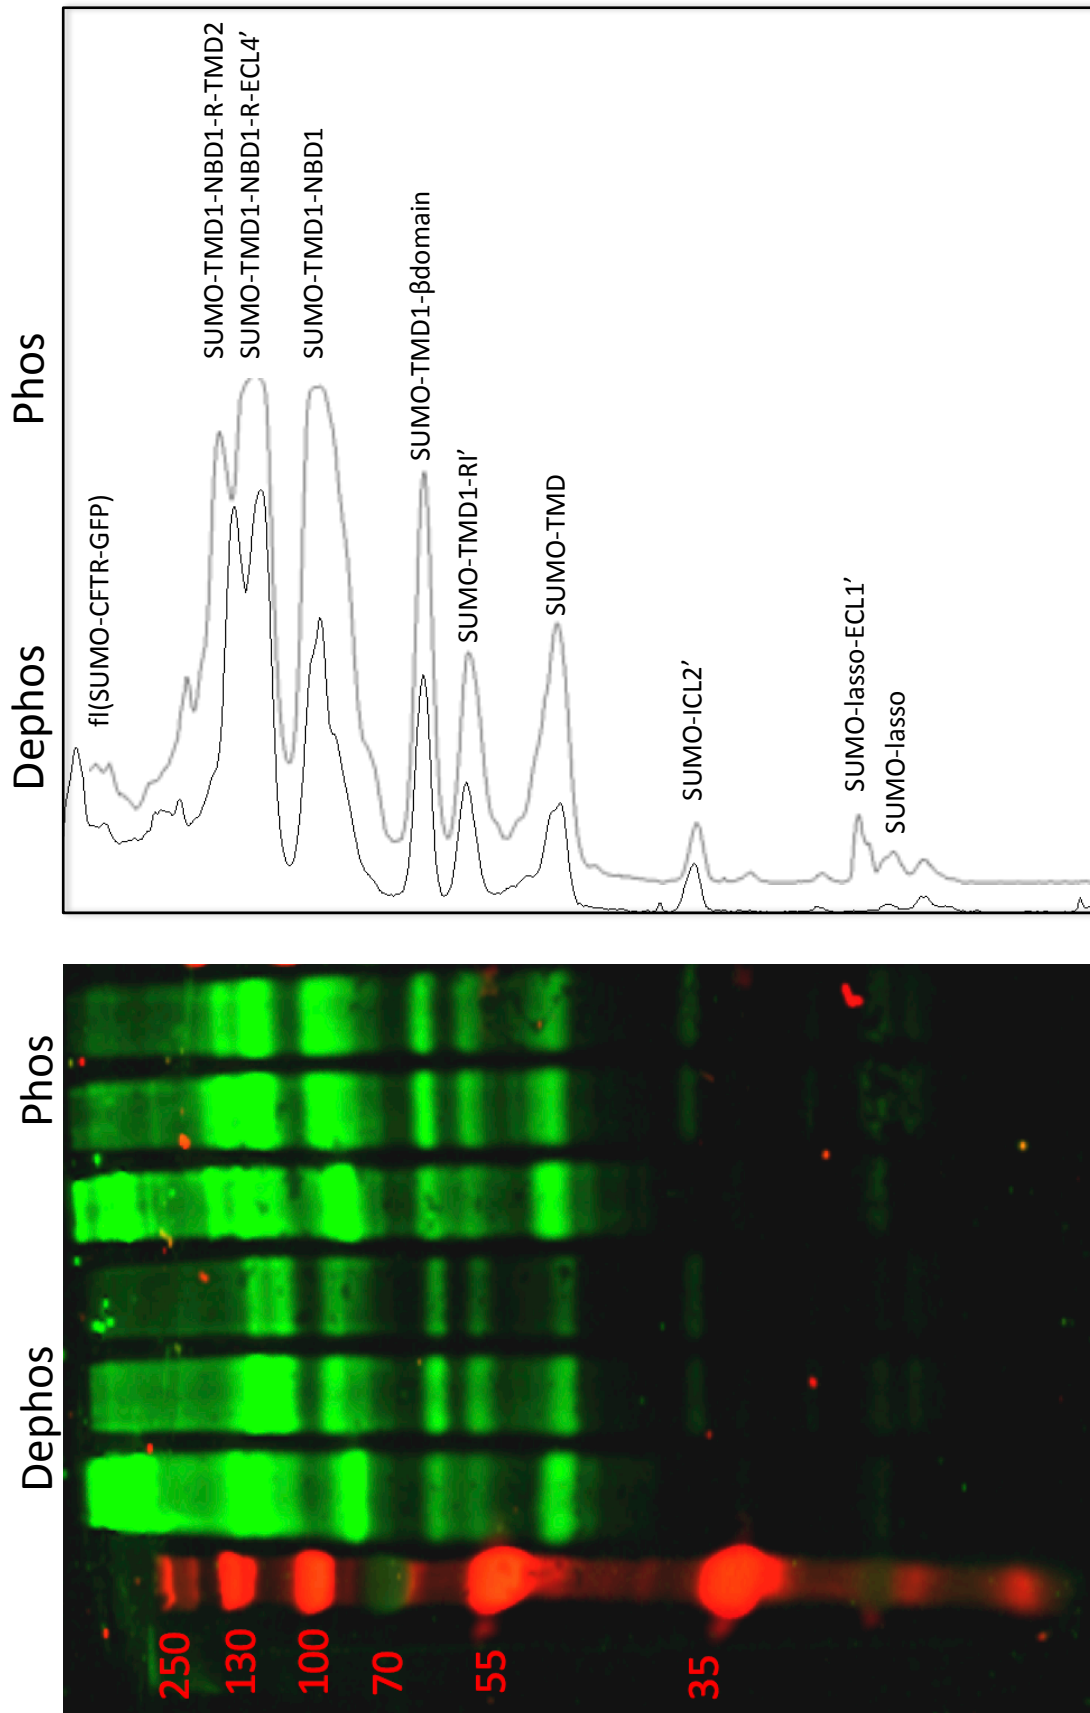 Dephos
Phos
fl(SUMO-CFTR-GFP)
SUMO-TMD1-NBD1-R-TMD2
SUMO-TMD1-NBD1-R-ECL4’
SUMO-TMD1-NBD1
SUMO-TMD1-βdomain
SUMO-TMD1-RI’
SUMO-TMD
SUMO-ICL2’
SUMO-lasso-ECL1’
SUMO-lasso
Dephos
Phos
250
130
100
70
55
35